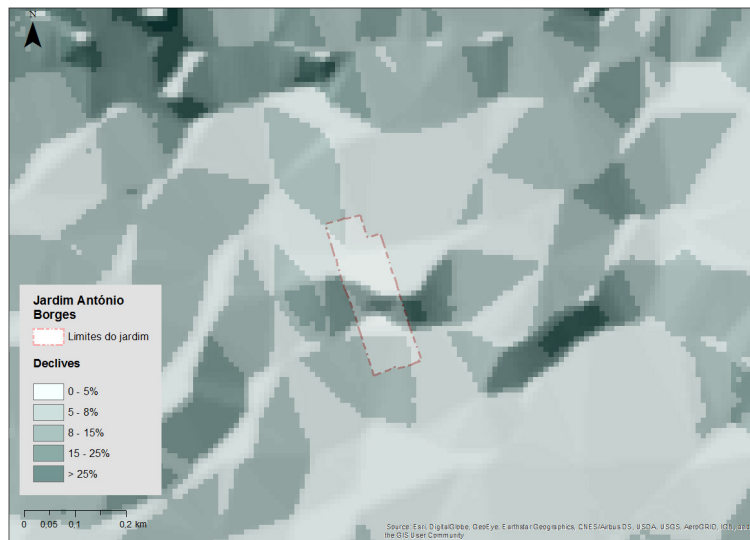 N
Jardim António
Borges
Limites do jardim
Declives
0 - 5%
5 - 8%
8 - 15%
15 - 25%
> 25%
0 0.05 0.1 0.2 km
Source: Esri, DigitalGlobe, GeoEye, Earthstar Geographics, CNES/Airbus DS, USDA, USGS, AeroGRID, IGN, and
the GIS User Community